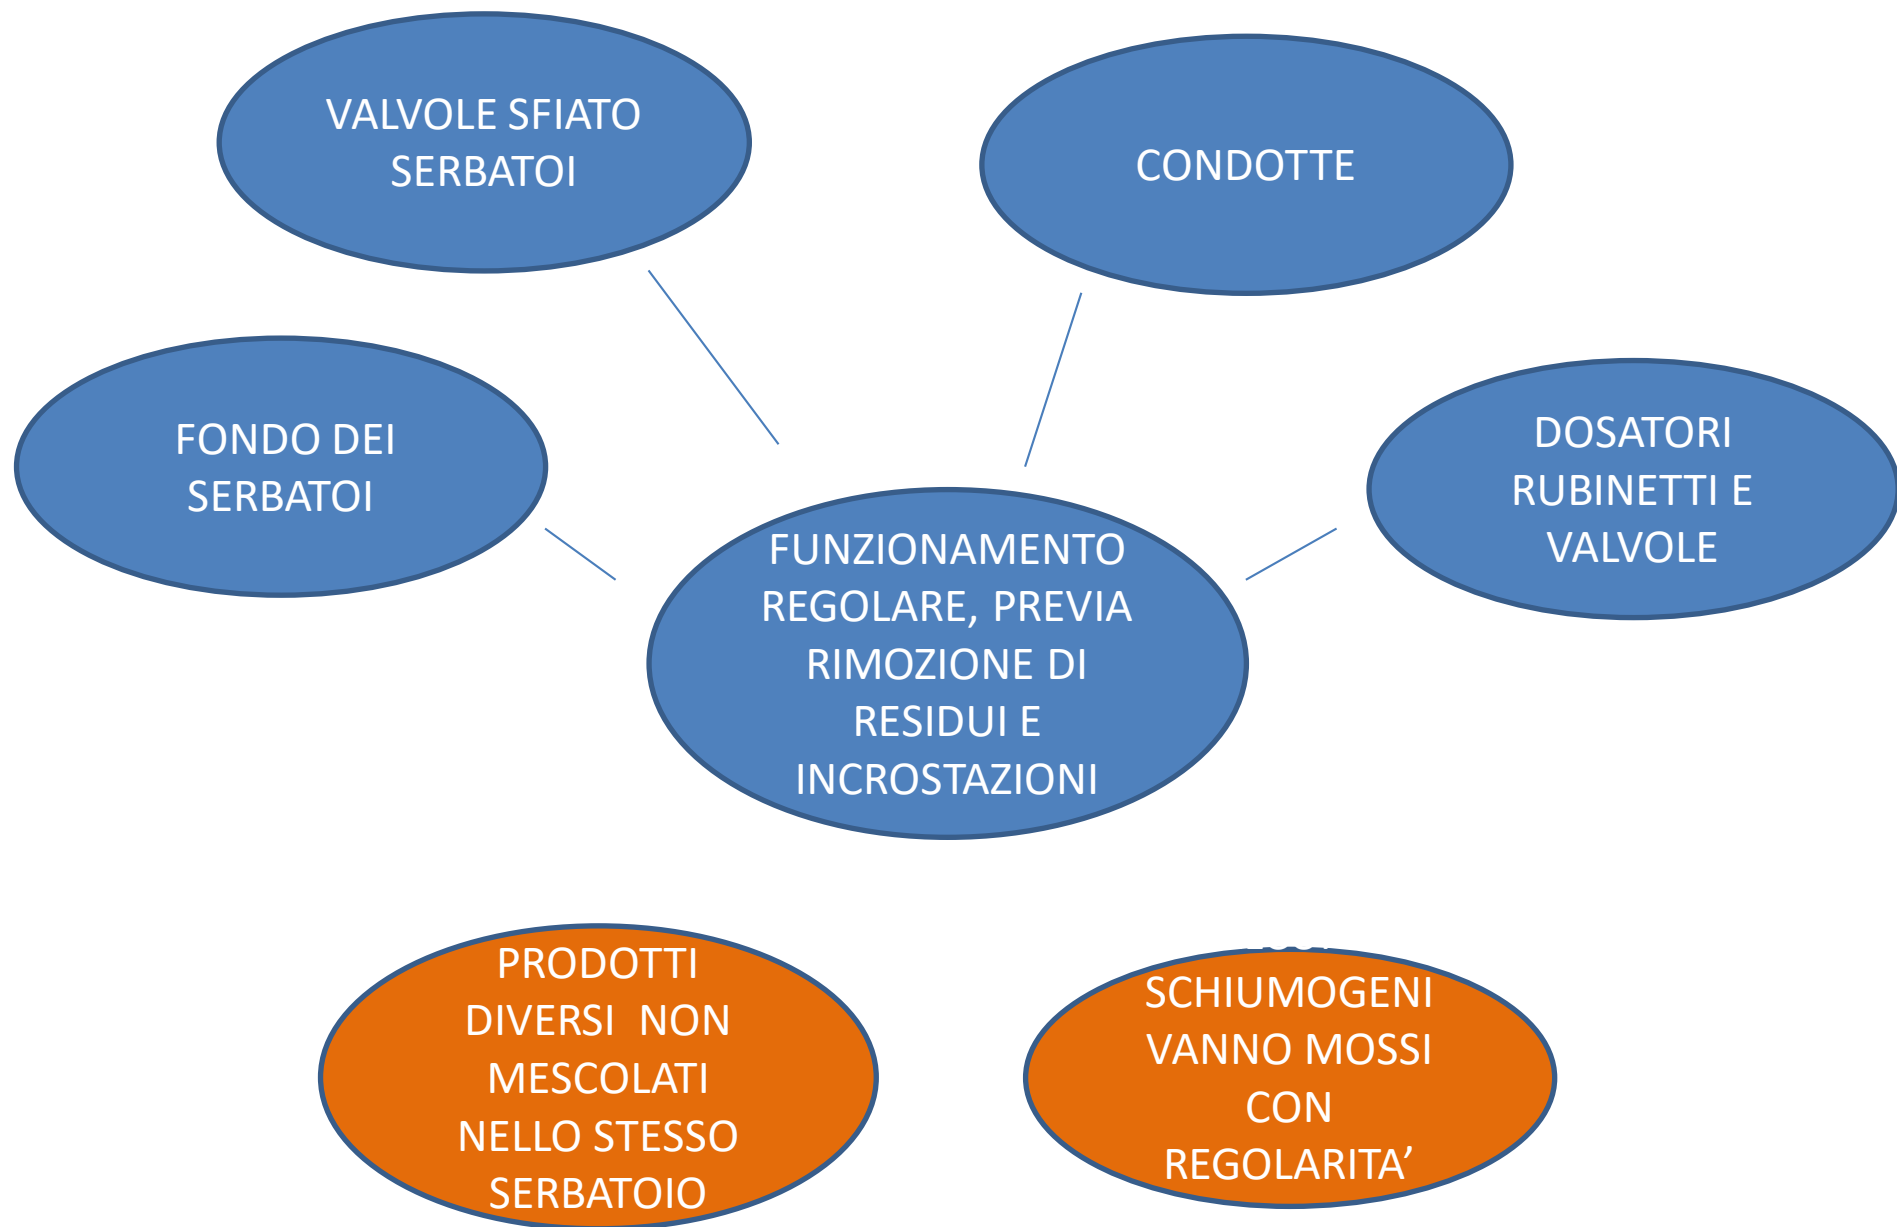 VALVOLE SFIATO
SERBATOI
CONDOTTE
FONDO DEI
SERBATOI
DOSATORI
RUBINETTI E
VALVOLE
FUNZIONAMENTO
REGOLARE, PREVIA
RIMOZIONE DI
RESIDUI E
INCROSTAZIONI
PRODOTTI
DIVERSI NON
MESCOLATI
NELLO STESSO
SERBATOIO
SCHIUMOGENI
VANNO MOSSI
CON
REGOLARITA’